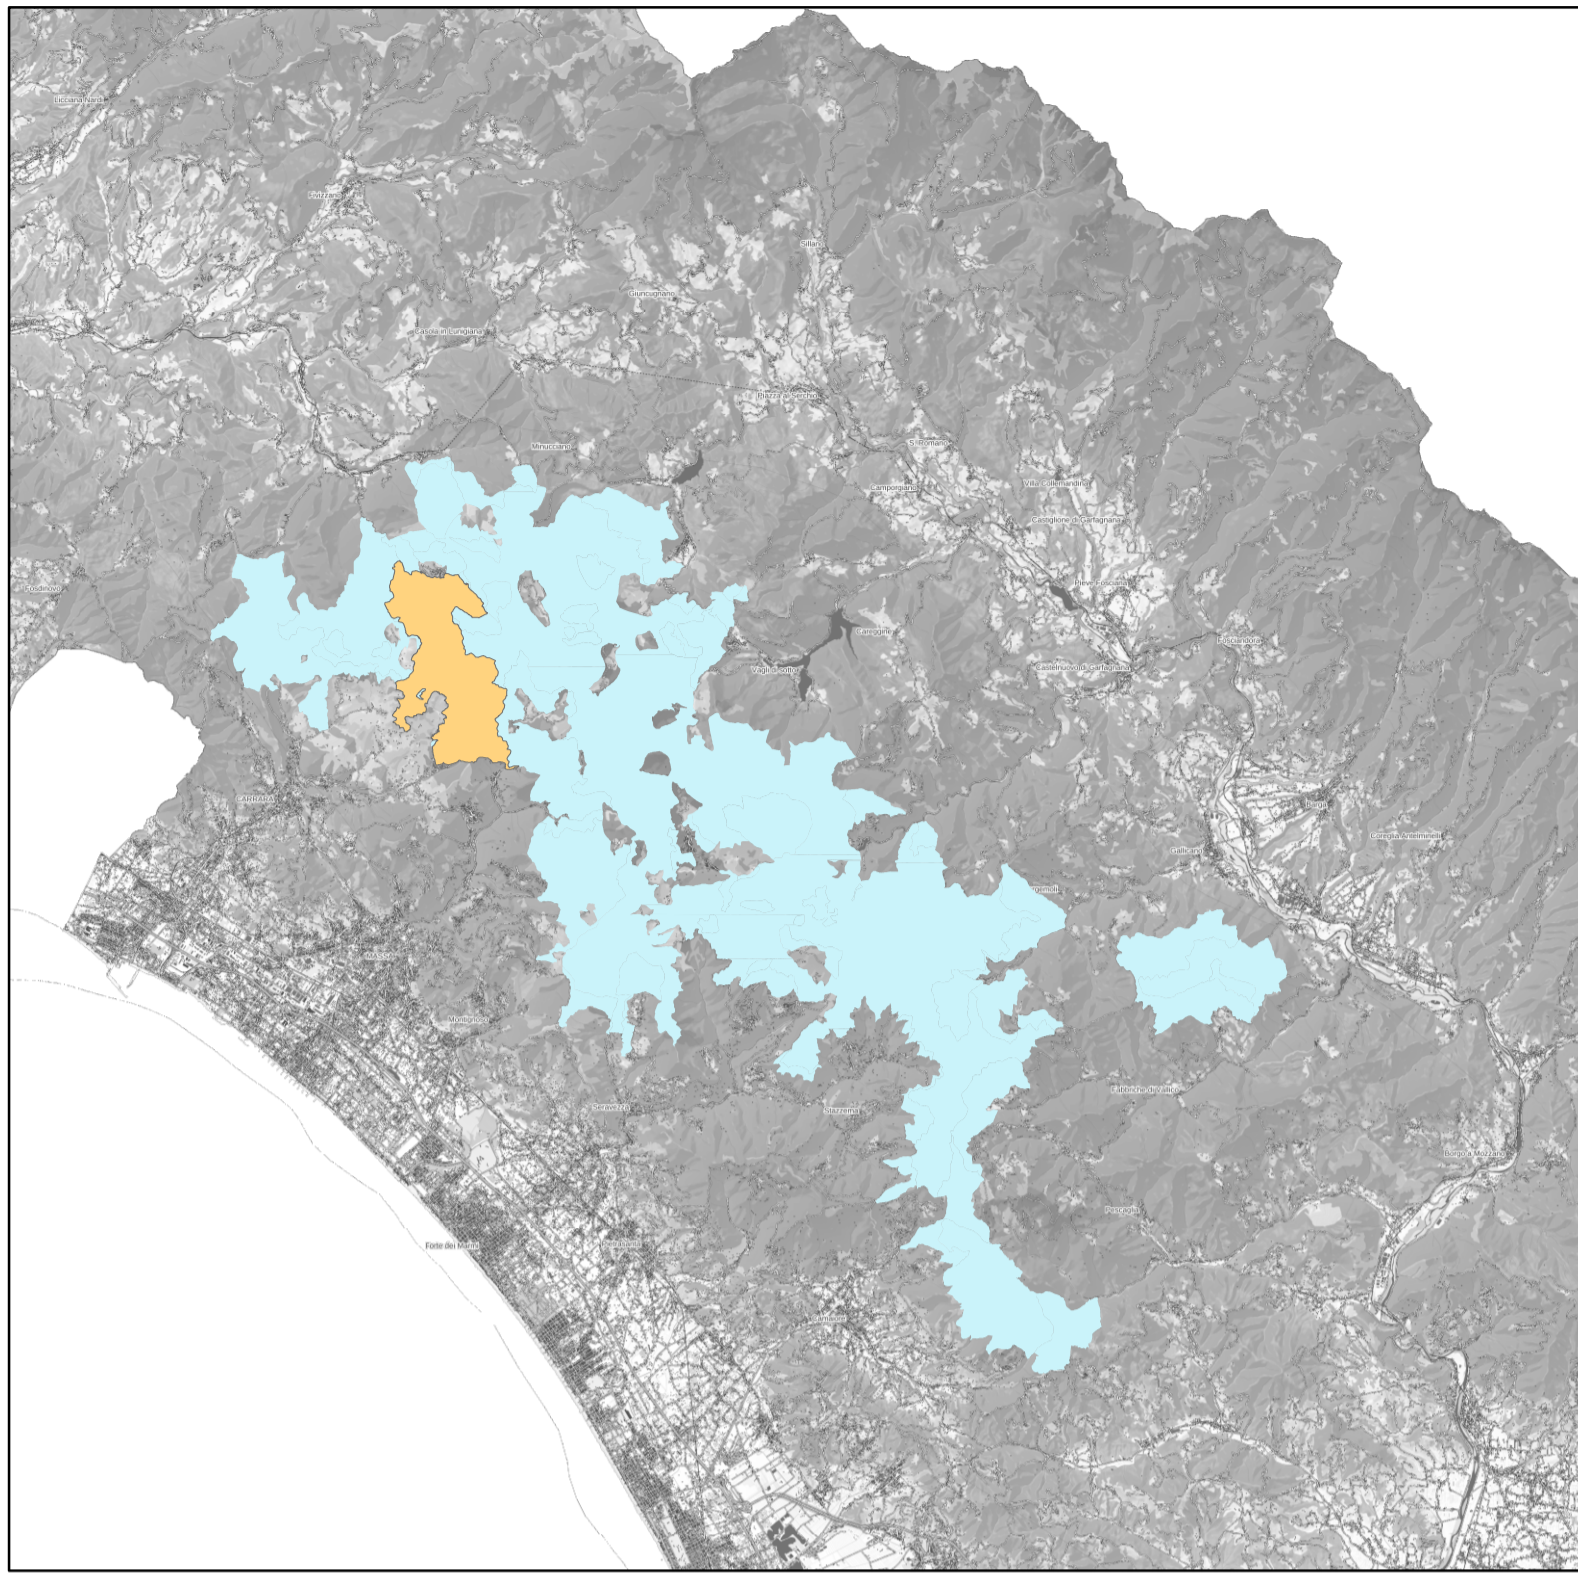 Licciana Nardi
Fivizzano
Sillano
Giuncugnano
Casola in Lunigiana
Piazza al Serchio
Minucciano
S. Romano
Camporgiano
Villa Collemandina
Castiglione di Garfagnana
Fosdinovo
Pieve Fosciana
Careggine
Fosciandora
Vagli di sotto
Castelnuovo di Garfagnana
CARRARA
Barga
Coreglia Antelminelli
Gallicano
ergemoli
MASSA
Montignoso
Fabbriche di Vallico
Seravezza
Stazzema
Borgo a Mozzano
Pescaglia
Forte dei Marmi
Pietrasanta
Camaiore